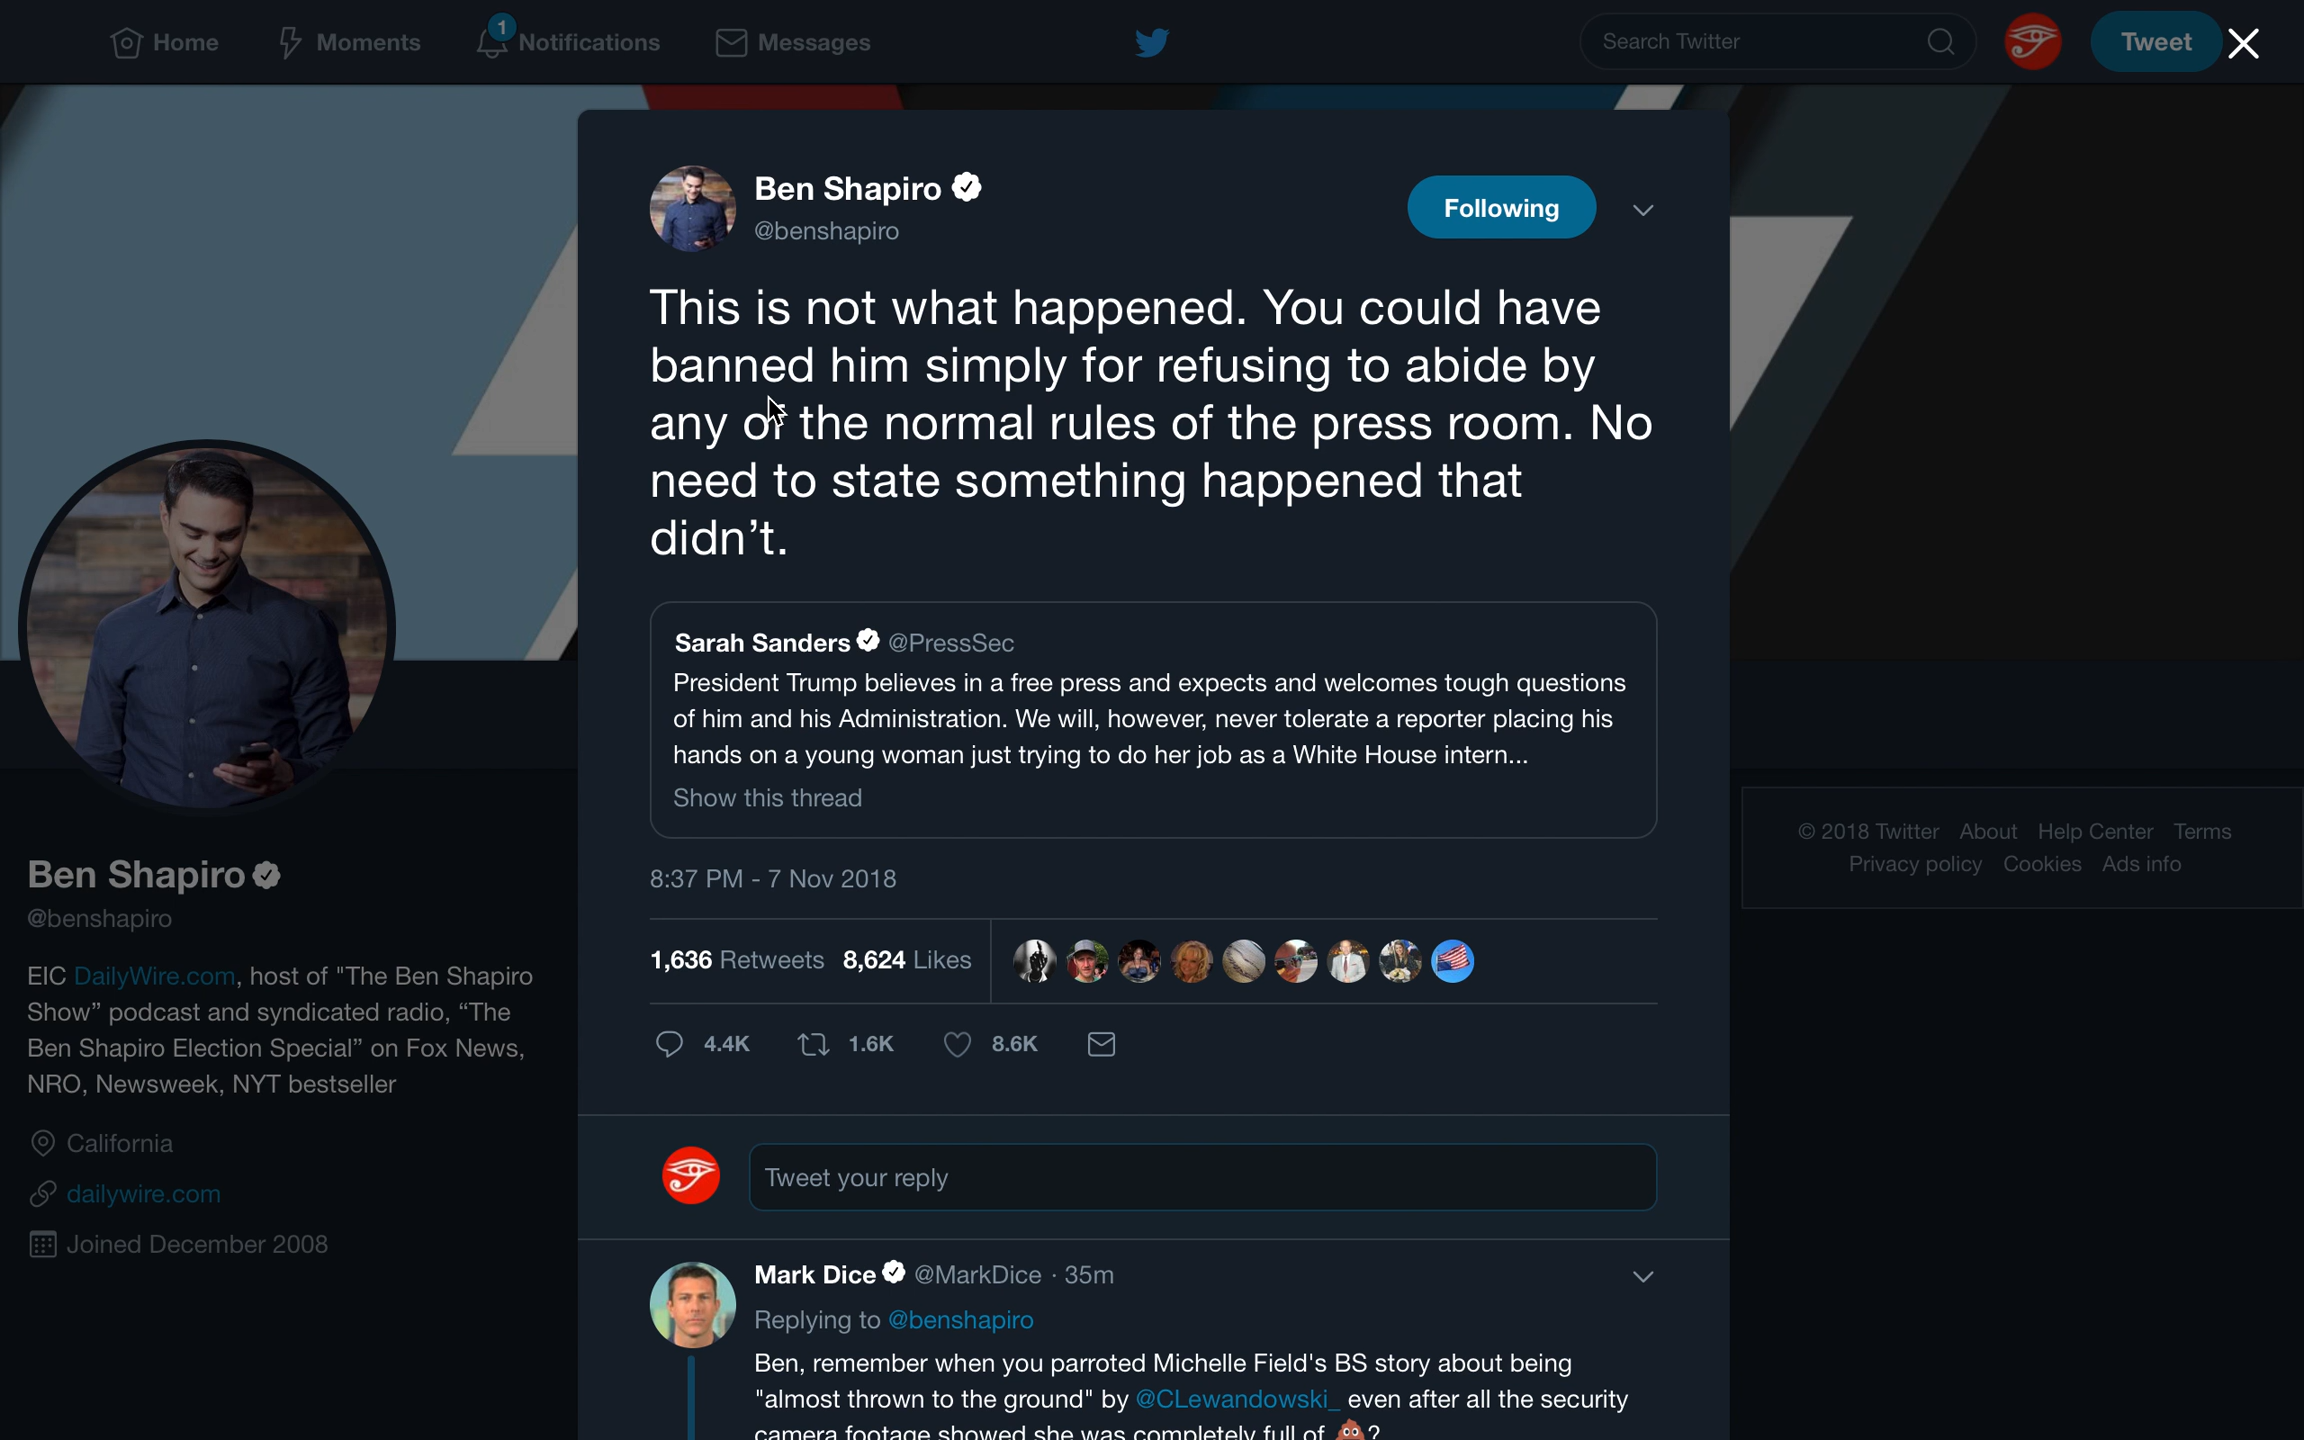 Home
Moments
1
Notifications
Messages
Search Twitter
Tweet
Ben Shapiro
@benshapiro
Following
This is not what happened. You could have
banned him simply for refusing to abide by
any of the normal rules of the press room. No
need to state something happened that
didn’t.
Sarah Sanders @PressSec
President Trump believes in a free press and expects and welcomes tough questions
of him and his Administration. We will, however, never tolerate a reporter placing his
hands on a young woman just trying to do her job as a White House intern...
Show this thread
8:37 PM - 7 Nov 2018
1,636 Retweets 8,624 Likes
4.4K
1.6K
8.6K
Tweet your reply
Mark Dice @MarkDice · 35m
Replying to @benshapiro
Ben, remember when you parroted Michelle Field's BS story about being
"almost thrown to the ground" by @CLewandowski_ even after all the security
camera footage showed she was completely full of 💩?
Ben Shapiro
@benshapiro
EIC DailyWire.com, host of "The Ben Shapiro
Show” podcast and syndicated radio, “The
Ben Shapiro Election Special” on Fox News,
NRO, Newsweek, NYT bestseller
California
dailywire.com
Joined December 2008
© 2018 Twitter About Help Center Terms
Privacy policy Cookies Ads info